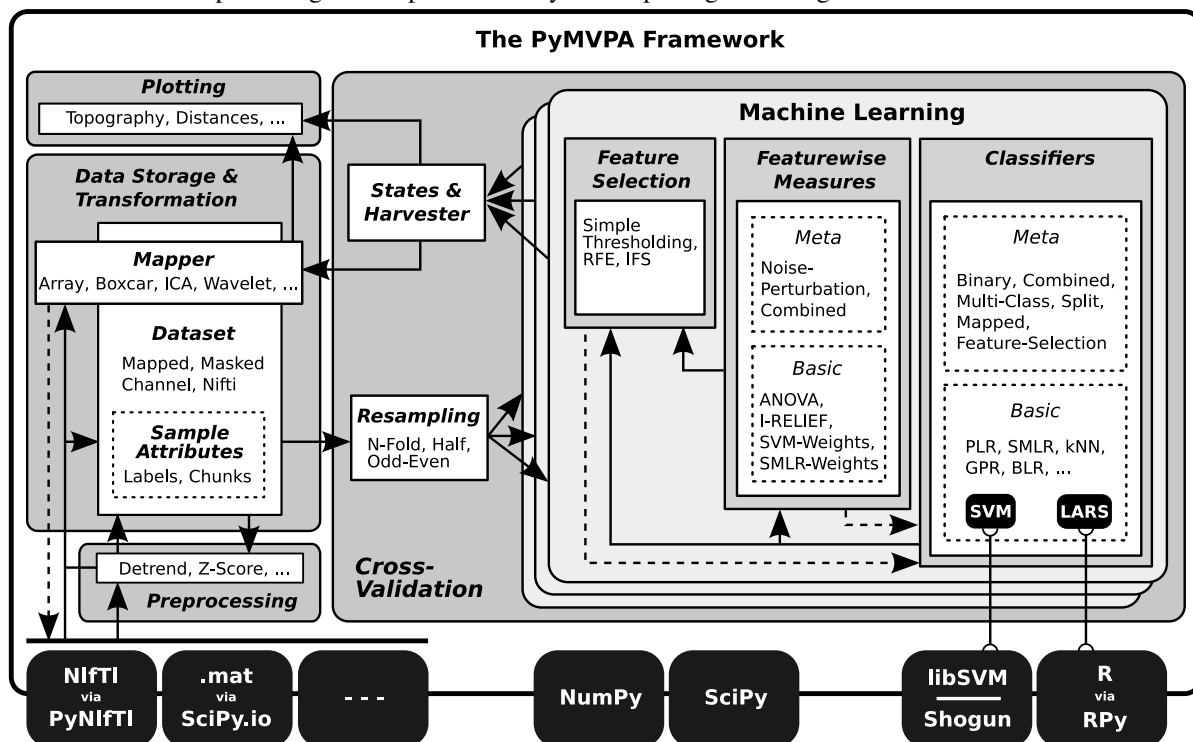 The PyMVPA Framework
Plotting
Topography, Distances, ...
Data Storage &
Transformation
Mapper
Array, Boxcar, ICA, Wavelet, ...
Dataset
Mapped, Masked
Channel, Nifti
Sample
Attributes
Labels, Chunks
Detrend, Z-Score, ...
Preprocessing
States &
Harvester
Resampling
N-Fold, Half,
Odd-Even
Cross-
Validation
Machine Learning
Feature
Selection
Simple
Thresholding,
RFE, IFS
Featurewise
Measures
Meta
Noise-
Perturbation,
Combined
Basic
ANOVA,
I-RELIEF,
SVM-Weights,
SMLR-Weights
Classifiers
Meta
Binary, Combined,
Multi-Class, Split,
Mapped,
Feature-Selection
Basic
PLR, SMLR, kNN,
GPR, BLR, ...
SVM
LARS
NIfTI
via
PyNIfTI
.mat
via
SciPy.io
- - -
NumPy
SciPy
libSVM
Shogun
R
via
RPy